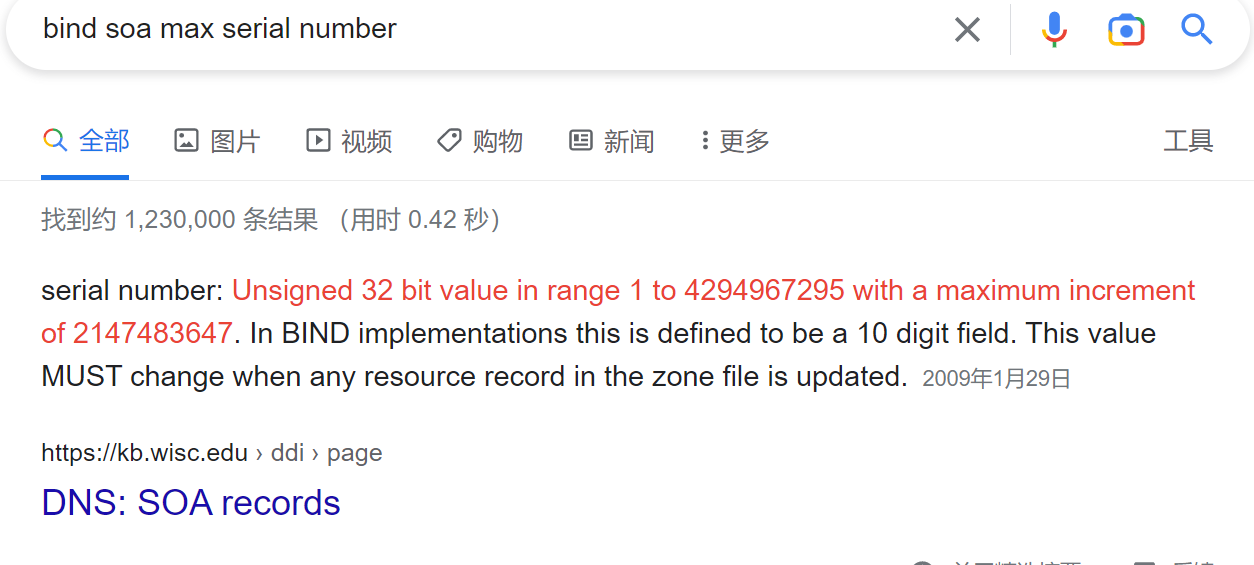 bind soa max serial number
全部 图片 视频 购物 新闻 更多 工具
找到约 1,230,000 条结果 （用时 0.42 秒）
serial number: Unsigned 32 bit value in range 1 to 4294967295 with a maximum increment
of 2147483647. In BIND implementations this is defined to be a 10 digit field. This value
MUST change when any resource record in the zone file is updated. 2009年1月29日
https://kb.wisc.edu › ddi › page
DNS: SOA records